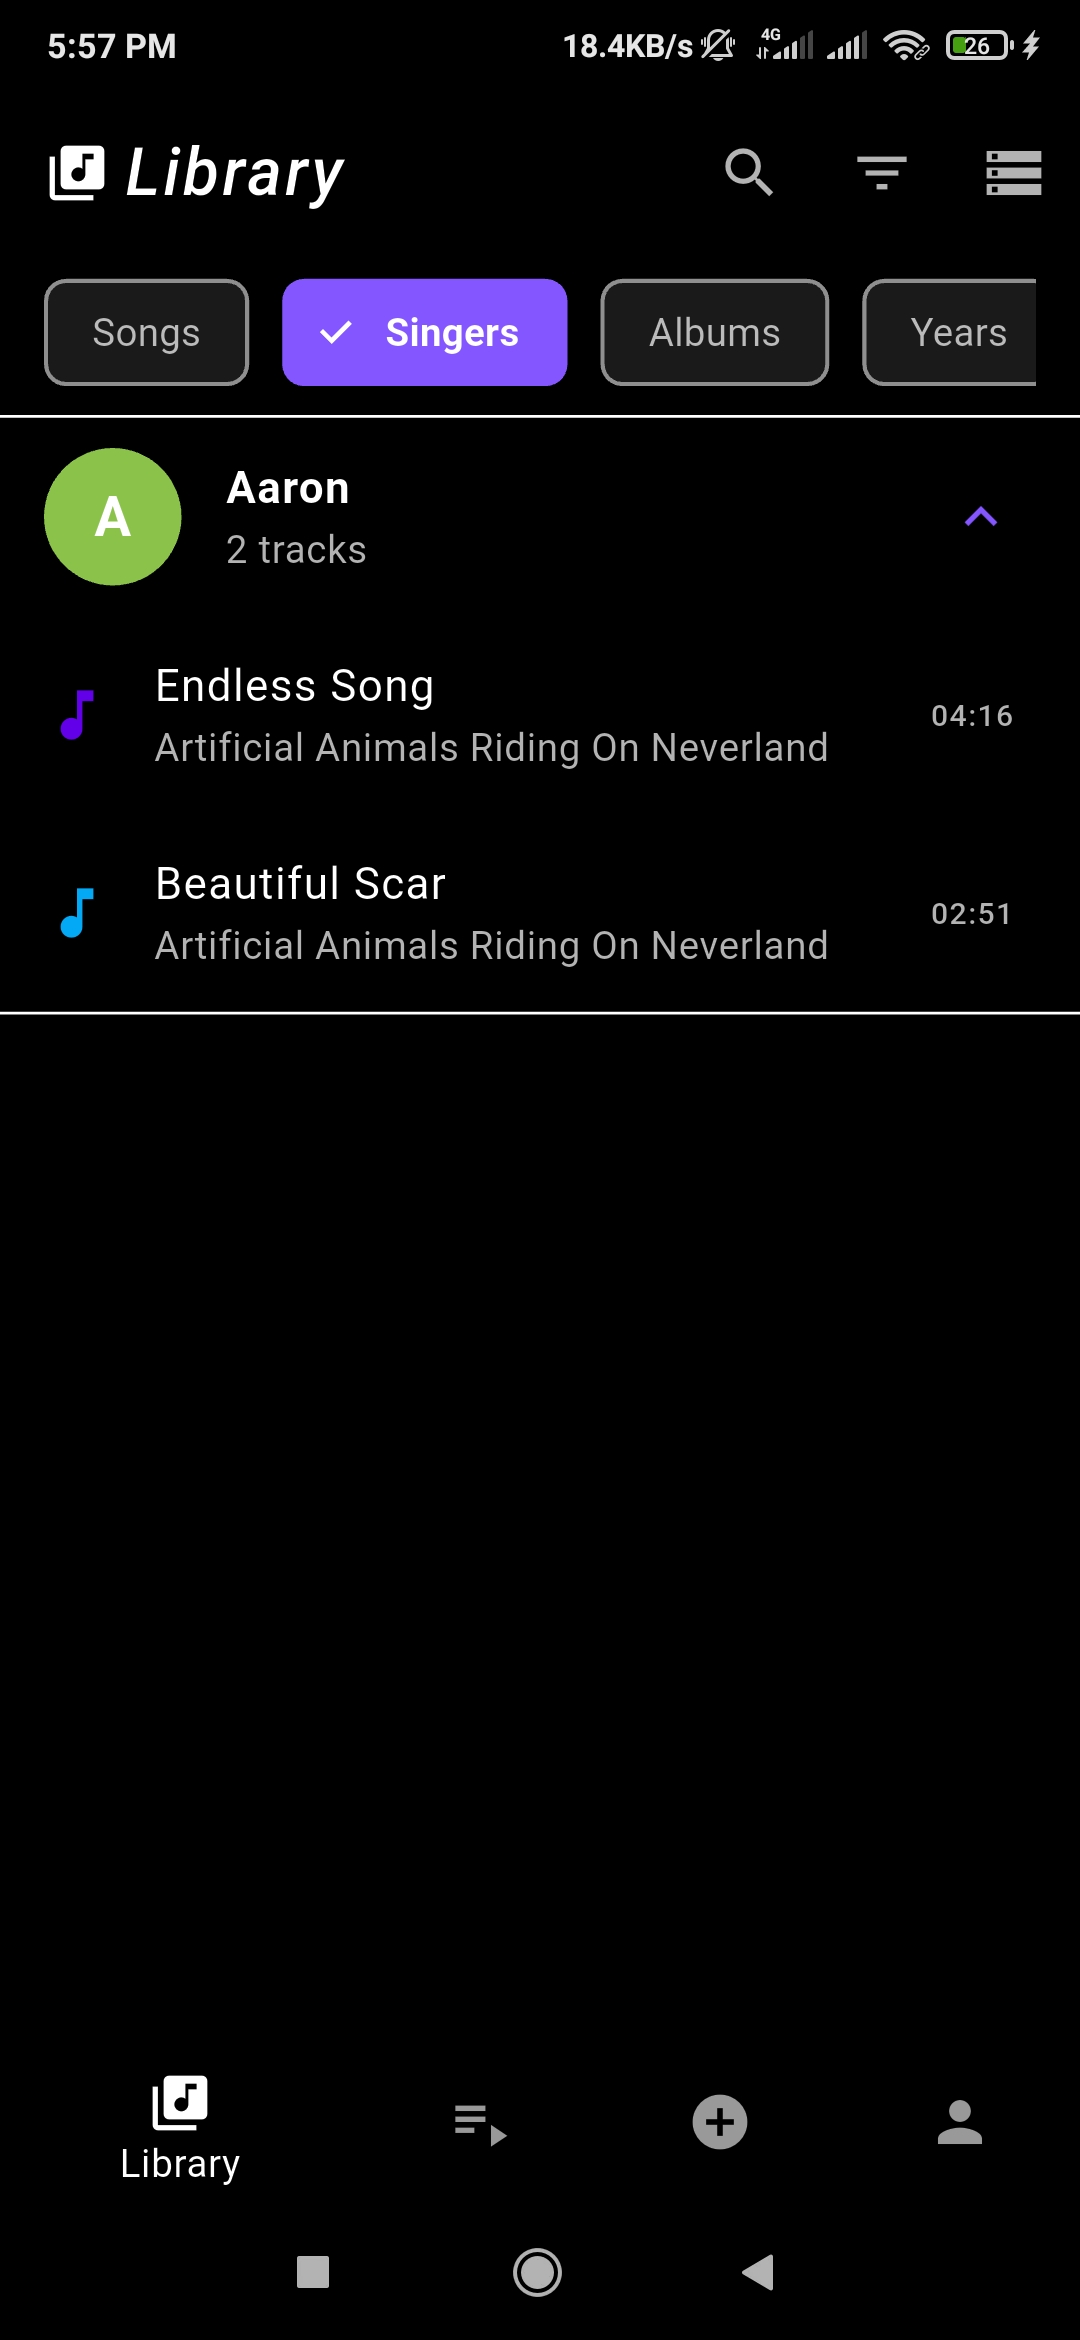 5:57 PM 18.4KB/s 4G 26
Library
Songs Singers Albums Years
A
Aaron
2 tracks
Endless Song
Artificial Animals Riding On Neverland
04:16
Beautiful Scar
Artificial Animals Riding On Neverland
02:51
Library